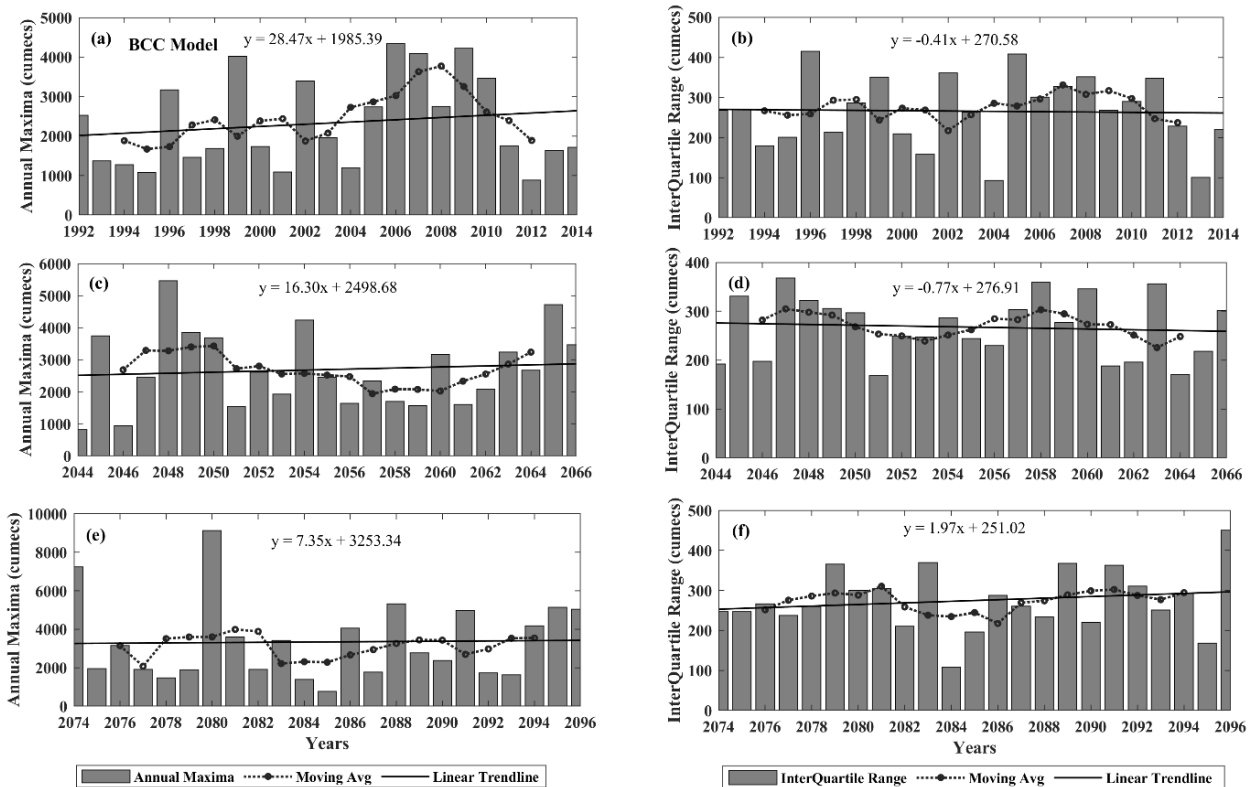 (a) BCC Model
y = 28.47x + 1985.39
Annual Maxima (cumecs)
5000
4000
3000
2000
1000
0
1992 1994 1996 1998 2000 2002 2004 2006 2008 2010 2012 2014
(b)
y = -0.41x + 270.58
InterQuartile Range (cumecs)
500
400
300
200
100
0
1992 1994 1996 1998 2000 2002 2004 2006 2008 2010 2012 2014
(c)
y = 16.30x + 2498.68
Annual Maxima (cumecs)
6000
5000
4000
3000
2000
1000
0
2044 2046 2048 2050 2052 2054 2056 2058 2060 2062 2064 2066
(d)
y = -0.77x + 276.91
InterQuartile Range (cumecs)
400
300
200
100
0
2044 2046 2048 2050 2052 2054 2056 2058 2060 2062 2064 2066
(e)
y = 7.35x + 3253.34
Annual Maxima (cumecs)
10000
8000
6000
4000
2000
0
2074 2076 2078 2080 2082 2084 2086 2088 2090 2092 2094 2096
Years
(f)
y = 1.97x + 251.02
InterQuartile Range (cumecs)
500
400
300
200
100
0
2074 2076 2078 2080 2082 2084 2086 2088 2090 2092 2094 2096
Years
Annual Maxima Moving Avg Linear Trendline
InterQuartile Range Moving Avg Linear Trendline